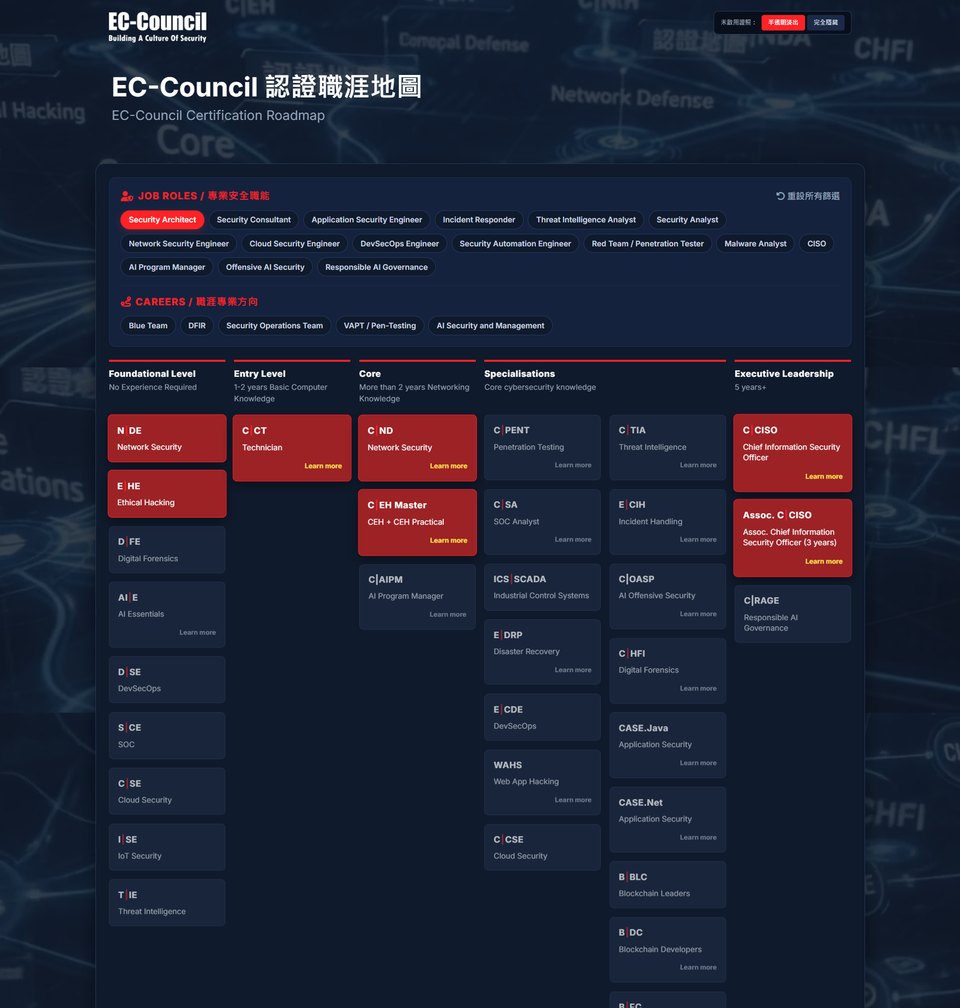 EC-Council
Building A Culture Of Security
未啟用證照：
半透明淡出
完全隱藏
EC-Council 認證職涯地圖
EC-Council Certification Roadmap
JOB ROLES / 專業安全職能
重設所有篩選
Security Architect
Security Consultant
Application Security Engineer
Incident Responder
Threat Intelligence Analyst
Security Analyst
Network Security Engineer
Cloud Security Engineer
DevSecOps Engineer
Security Automation Engineer
Red Team / Penetration Tester
Malware Analyst
CISO
AI Program Manager
Offensive AI Security
Responsible AI Governance
CAREERS / 職涯專業方向
Blue Team
DFIR
Security Operations Team
VAPT / Pen-Testing
AI Security and Management
Foundational Level
No Experience Required
N|DE
Network Security
E|HE
Ethical Hacking
D|FE
Digital Forensics
AI|E
AI Essentials
Learn more
D|SE
DevSecOps
S|CE
SOC
C|SE
Cloud Security
I|SE
IoT Security
T|IE
Threat Intelligence
Entry Level
1-2 years Basic Computer
Knowledge
C|CT
Technician
Learn more
Core
More than 2 years Networking
Knowledge
C|ND
Network Security
Learn more
C|EH Master
CEH + CEH Practical
Learn more
C|AIPM
AI Program Manager
Learn more
Specialisations
Core cybersecurity knowledge
C|PENT
Penetration Testing
Learn more
C|SA
SOC Analyst
Learn more
ICS|SCADA
Industrial Control Systems
E|DRP
Disaster Recovery
Learn more
E|CDE
DevSecOps
WAHS
Web App Hacking
Learn more
C|CSE
Cloud Security
C|TIA
Threat Intelligence
Learn more
E|CIH
Incident Handling
Learn more
C|OASP
AI Offensive Security
Learn more
C|HFI
Digital Forensics
Learn more
CASE.Java
Application Security
Learn more
CASE.Net
Application Security
Learn more
B|BLC
Blockchain Leaders
B|DC
Blockchain Developers
Learn more
Executive Leadership
5 years+
C|CISO
Chief Information Security
Officer
Learn more
Assoc. C|CISO
Assoc. Chief Information
Security Officer (3 years)
Learn more
C|RAGE
Responsible AI
Governance
C|EH
Network Defense
Core
CHFI